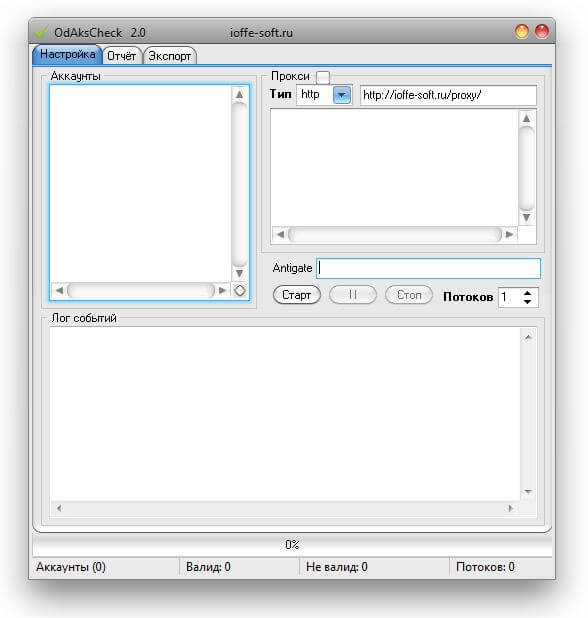 OdAksCheck 2.0 ioffe-soft.ru
Настройка Отчёт Экспорт
Аккаунты
Прокси
Тип http http://ioffe-soft.ru/proxy/
Antigate
Старт II Стоп Потоков 1
Лог событий
0%
Аккаунты (0) Валид: 0 Не валид: 0 Потоков: 0